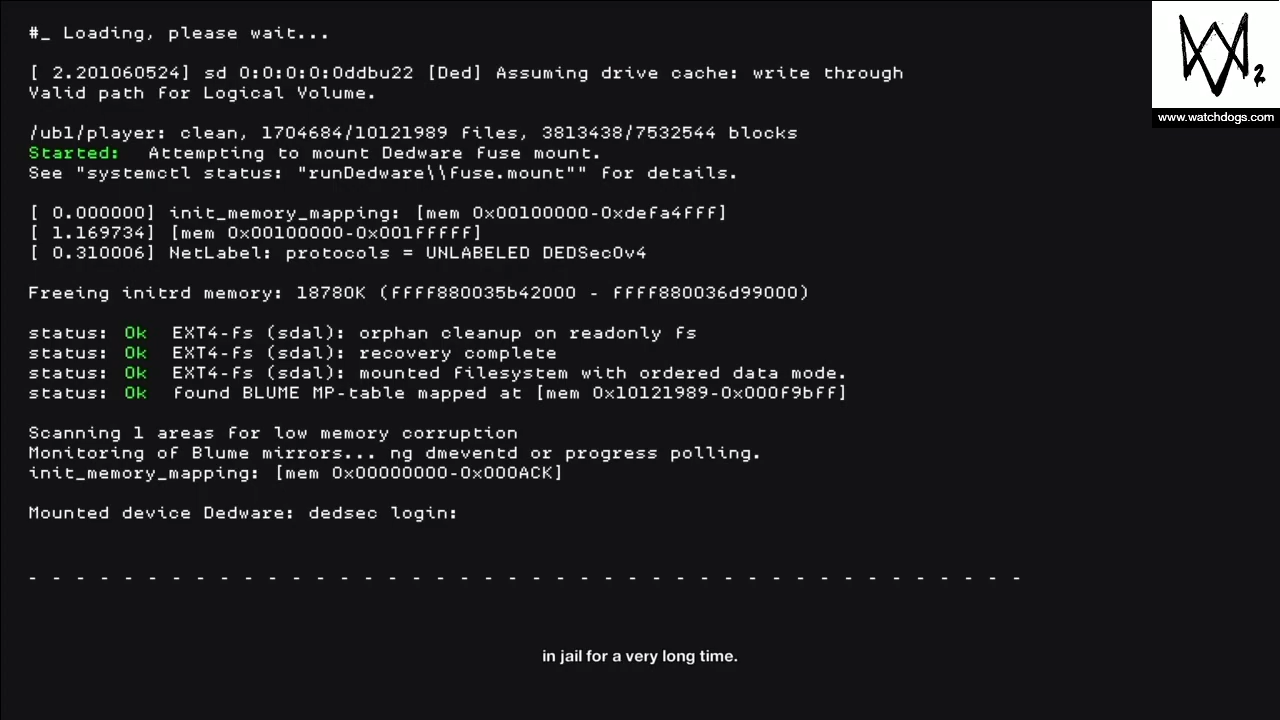 #_ Loading, please wait...
[ 2.201060524] sd 0:0:0:0:0ddbu22 [Ded] Assuming drive cache: write through
Valid path for Logical Volume.
/ubl/player: clean, 1704684/10121989 files, 3813438/7532544 blocks
Started: Attempting to mount Dedware Fuse mount.
See "systemctl status: "runDedware\\fuse.mount"" for details.
[ 0.000000] init_memory_mapping: [mem 0x00100000-0xdefa4fff]
[ 1.169734] [mem 0x00100000-0x001fffff]
[ 0.310006] NetLabel: protocols = UNLABELED DEDSecOv4
Freeing initrd memory: 18780K (ffff880035b42000 - ffff880036d99000)
status: Ok EXT4-fs (sdal): orphan cleanup on readonly fs
status: Ok EXT4-fs (sdal): recovery complete
status: Ok EXT4-fs (sdal): mounted filesystem with ordered data mode.
status: Ok found BLUME MP-table mapped at [mem 0x10121989-0x000f9bff]
Scanning 1 areas for low memory corruption
Monitoring of Blume mirrors... ng dmeventd or progress polling.
init_memory_mapping: [mem 0x00000000-0x000ACK]
Mounted device Dedware: dedsec login:
- - - - - - - - - - - - - - - - - - - - - - - - - - - - - - - - - - - - - - - - - -
in jail for a very long time.
2
www.watchdogs.com